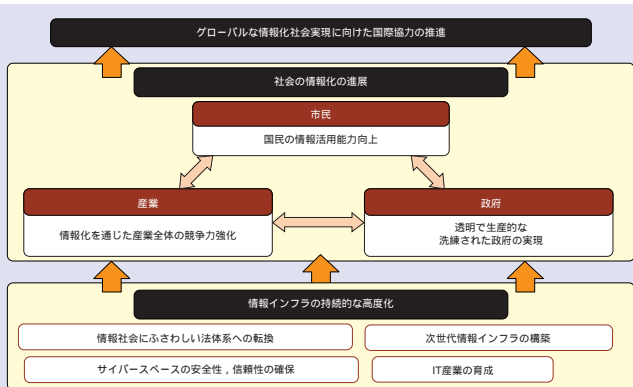 グローバルな情報化社会実現に向けた国際協力の推進
社会の情報化の進展
市民
国民の情報活用能力向上
産業
情報化を通じた産業全体の競争力強化
政府
透明で生産的な
洗練された政府の実現
情報インフラの持続的な高度化
情報社会にふさわしい法体系への転換
次世代情報インフラの構築
サイバースペースの安全性，信頼性の確保
IT産業の育成